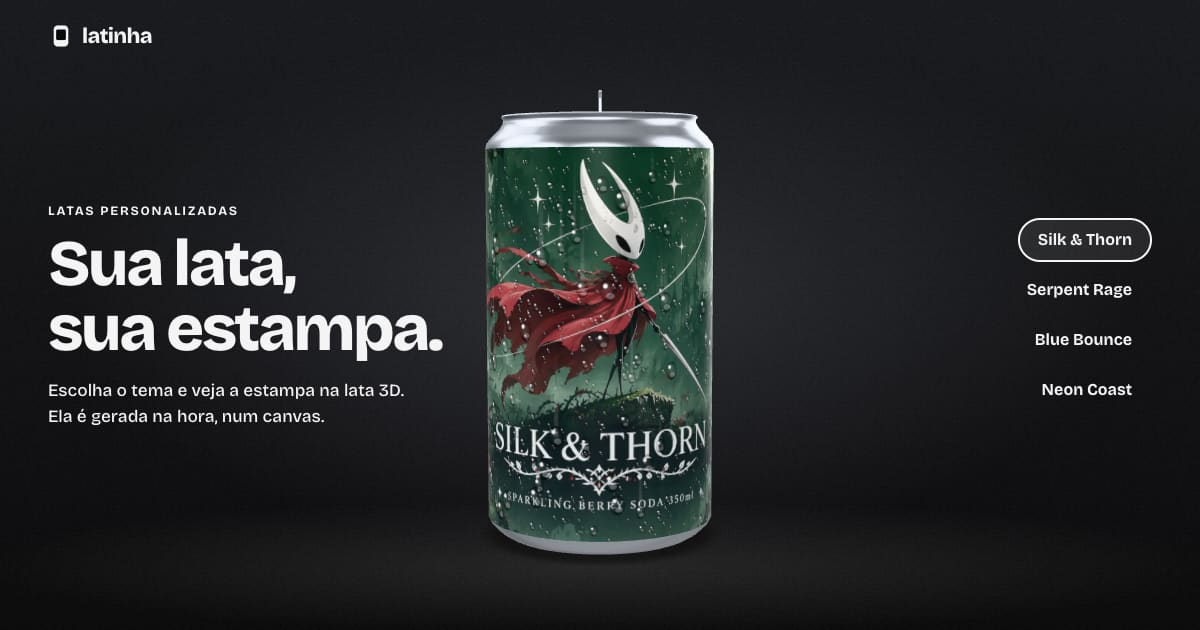 latinha
LATAS PERSONALIZADAS
Sua lata,
sua estampa.
Escolha o tema e veja a estampa na lata 3D.
Ela é gerada na hora, num canvas.
SILK & THORN
SPARKLING BERRY SODA 350ml
Silk & Thorn
Serpent Rage
Blue Bounce
Neon Coast